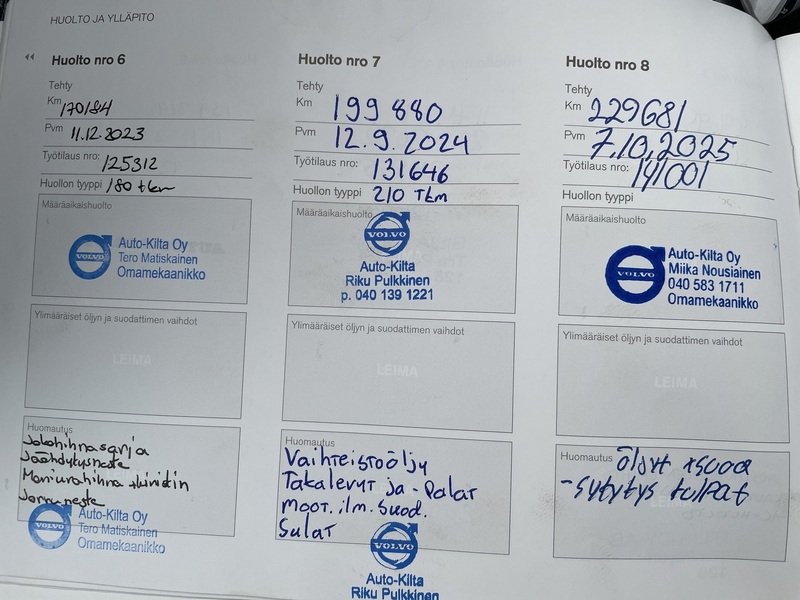 HUOLTO JA YLLÄPITO
Huolto nro 6
Tehty
Km 170184
Pvm 11.12.2023
Työtilaus nro: 125312
Huollon tyyppi 180 tkm
Määräaikaishuolto
VOLVO
Auto-Kilta Oy
Tero Matiskainen
Omamekaanikko
Ylimääräiset öljyn ja suodattimen vaihdot
LEIMA
Huomautus
Jakohihnasarja
Jäähdytysneste
Moniurahihna + kiristin
Jarruneste
VOLVO
Auto-Kilta Oy
Tero Matiskainen
Omamekaanikko
Huolto nro 7
Tehty
Km 199 880
Pvm 12.9.2024
Työtilaus nro: 131646
Huollon tyyppi 210 Tkm
Määräaikaishuolto
VOLVO
Auto-Kilta
Riku Pulkkinen
p. 040 139 1221
Ylimääräiset öljyn ja suodattimen vaihdot
LEIMA
Huomautus
Vaihteistoöljy
Takalevyt ja -Palat
moot. ilm. suod.
Sulat
VOLVO
Auto-Kilta
Riku Pulkkinen
Huolto nro 8
Tehty
Km 229681
Pvm 7.10.2025
Työtilaus nro: 141001
Huollon tyyppi
Määräaikaishuolto
VOLVO
Auto-Kilta Oy
Miika Nousiainen
040 583 1711
Omamekaanikko
Ylimääräiset öljyn ja suodattimen vaihdot
LEIMA
Huomautus öljyt
-sytytys tulpat